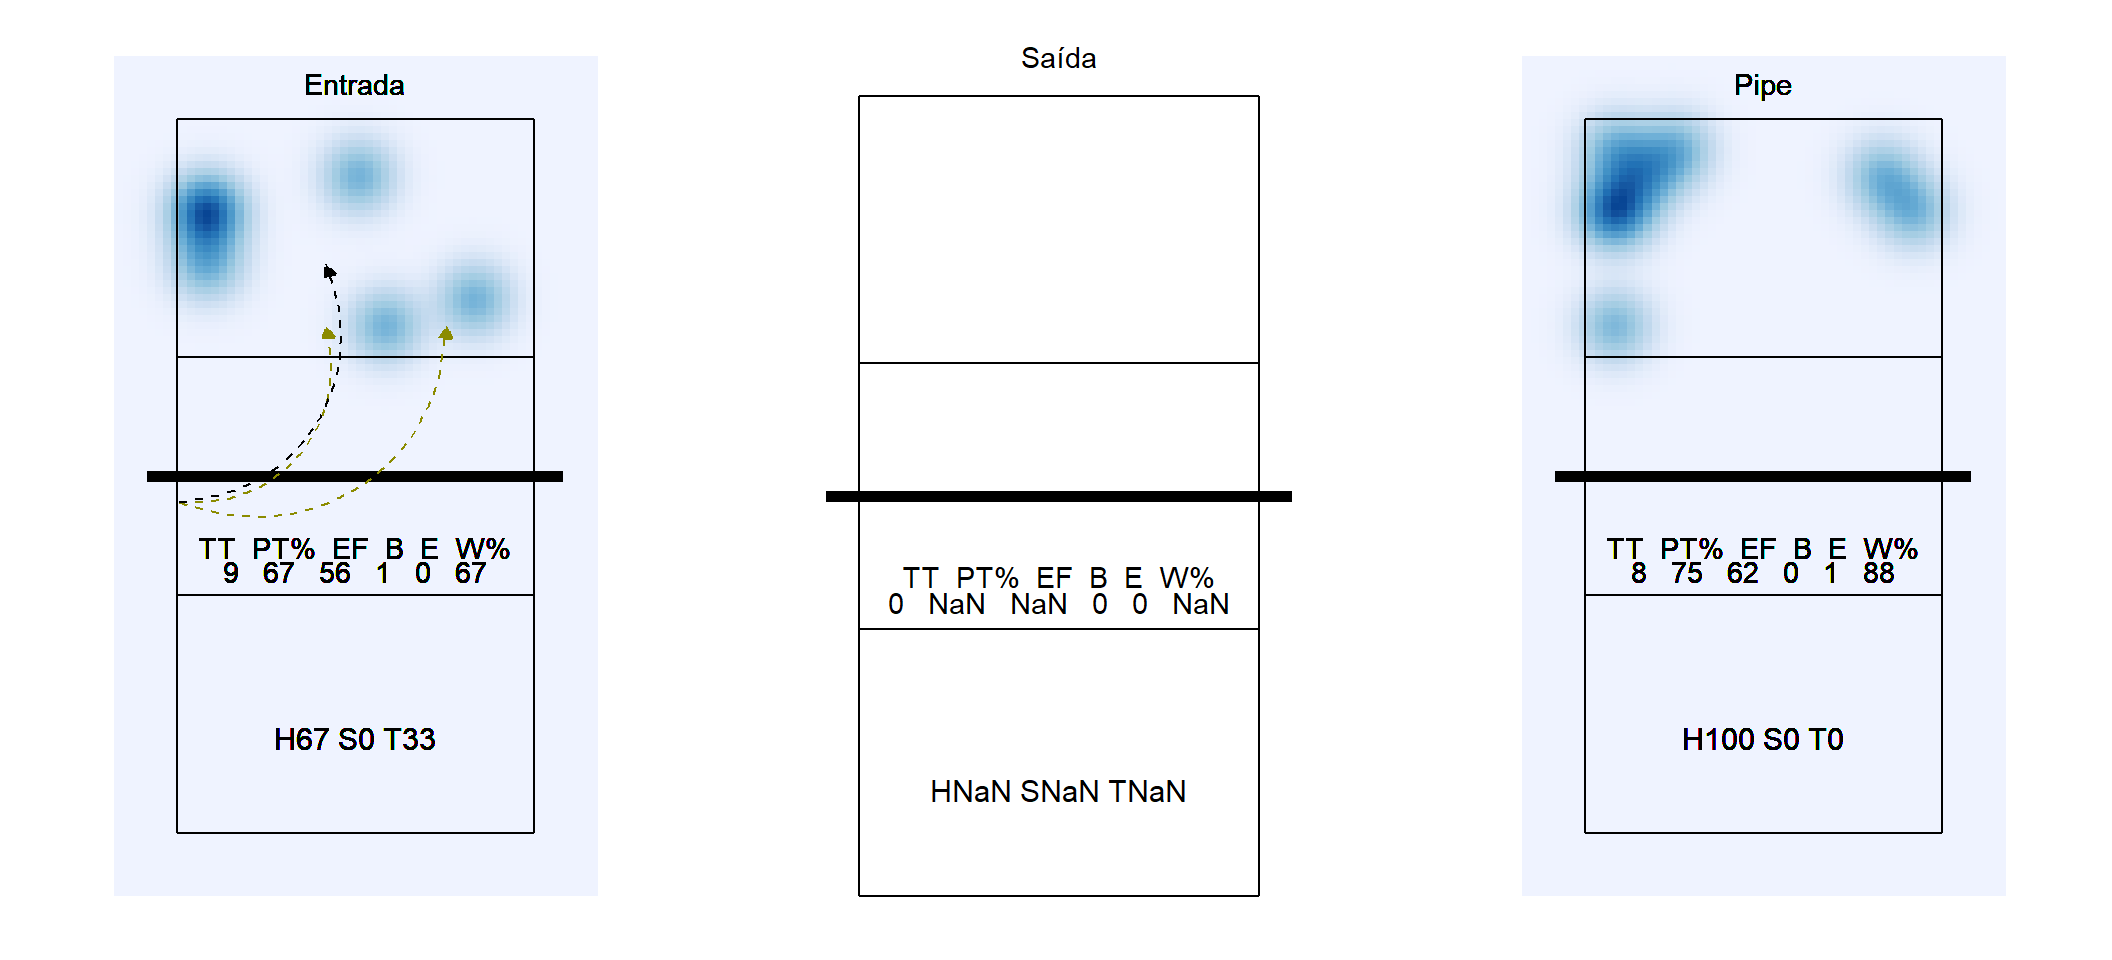 Entrada
TT PT% EF B E W%
9 67 56 1 0 67
H67 S0 T33
Saída
TT PT% EF B E W%
0 NaN NaN 0 0 NaN
HNaN SNaN TNaN
Pipe
TT PT% EF B E W%
8 75 62 0 1 88
H100 S0 T0